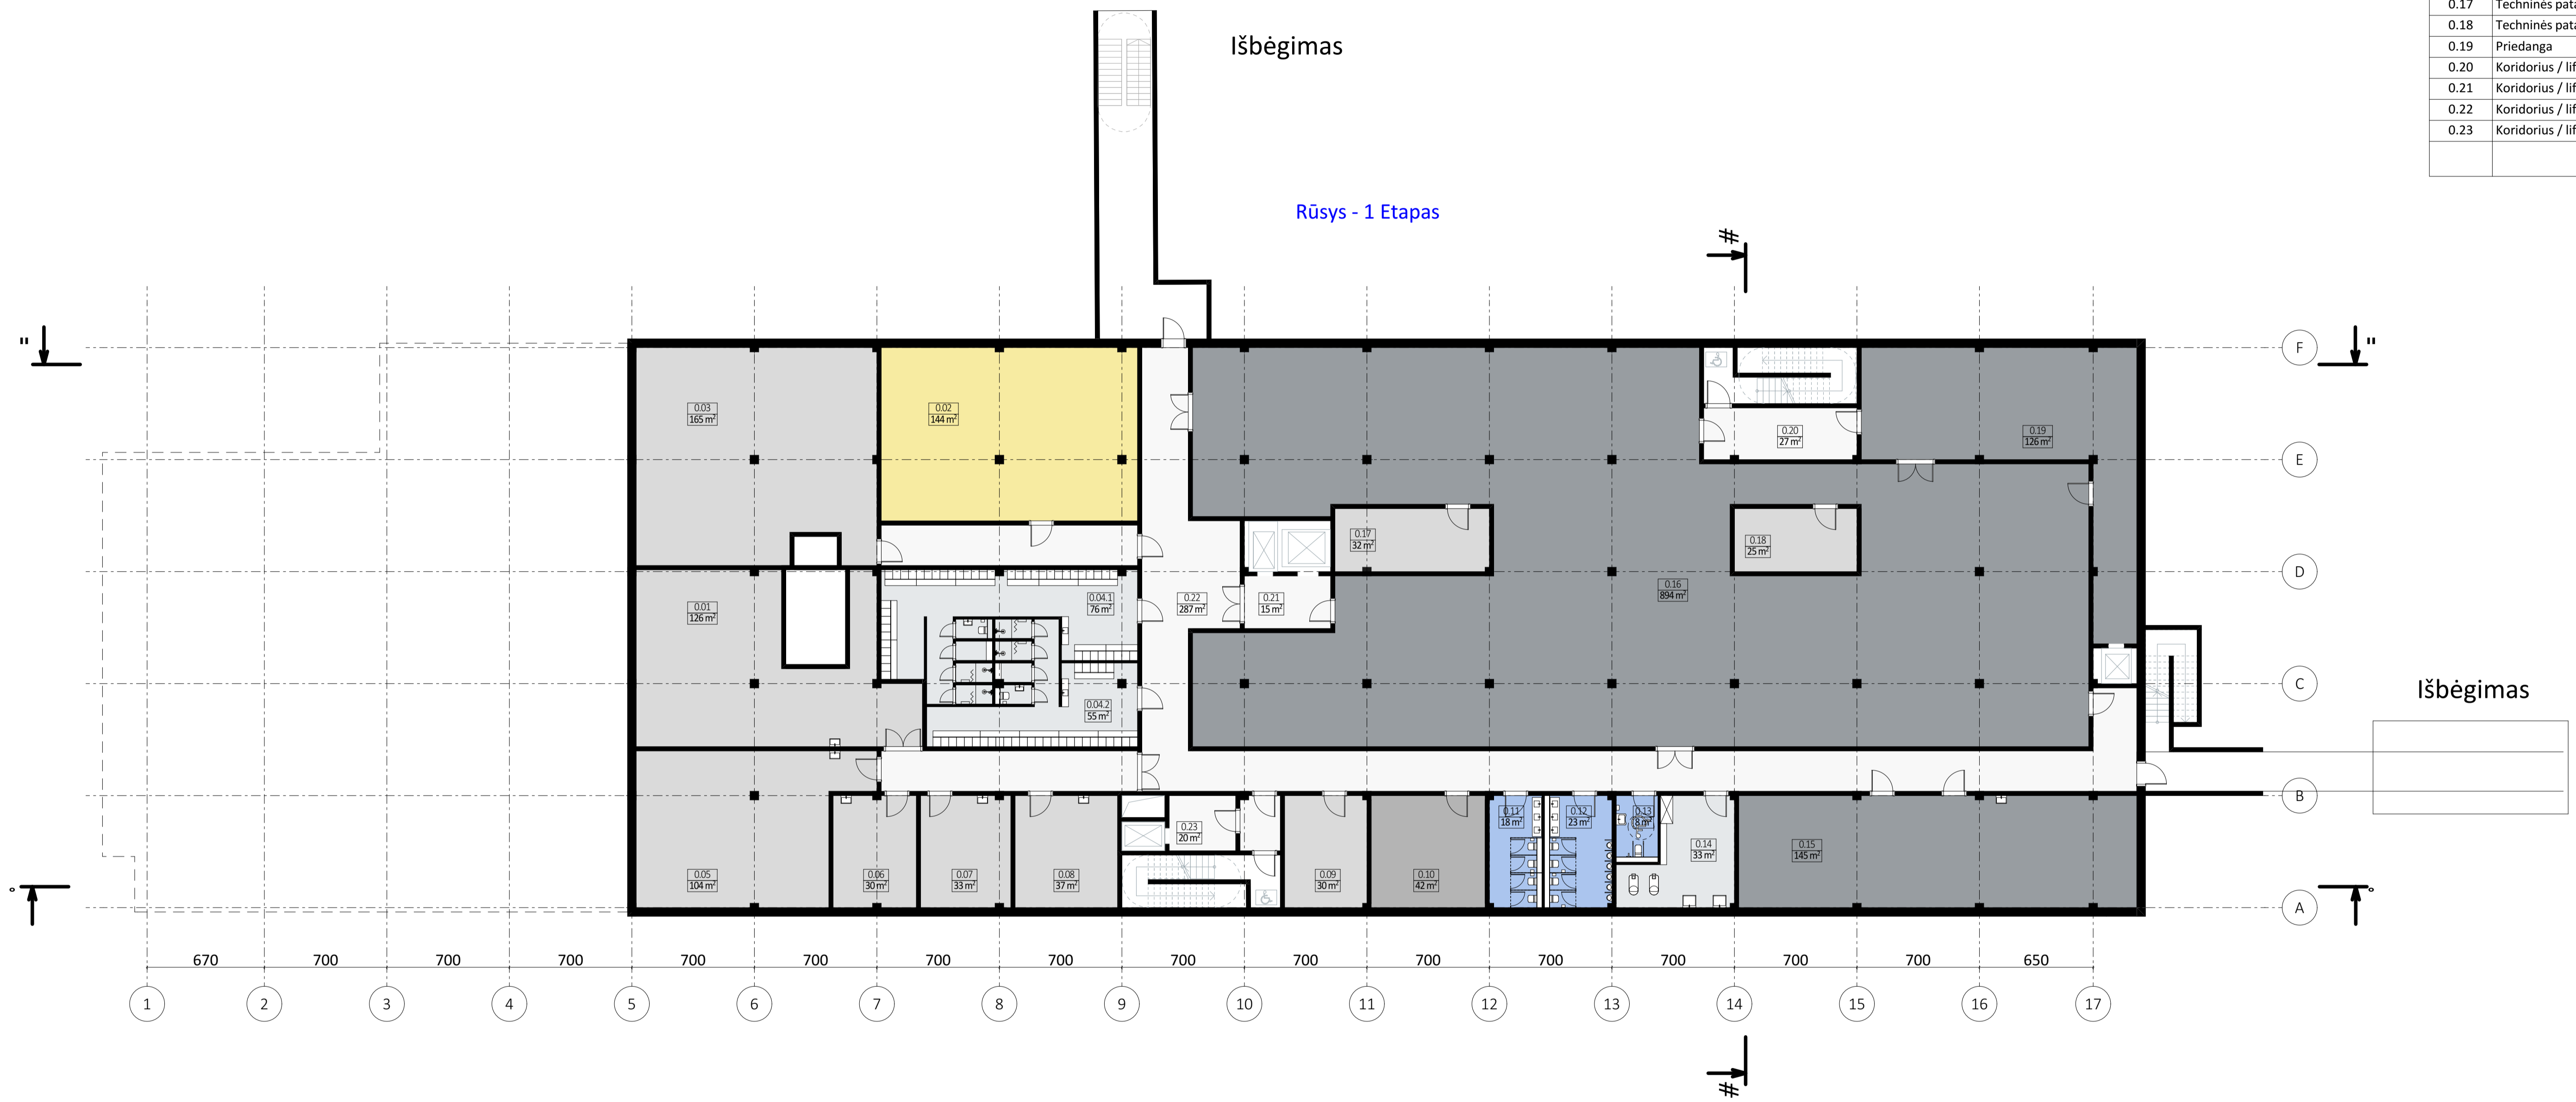 0.17 Techninės pata
0.18 Techninės pata
0.19 Priedanga
0.20 Koridorius / lif
0.21 Koridorius / lif
0.22 Koridorius / lif
0.23 Koridorius / lif
Išbėgimas
Rūsys - 1 Etapas
#
"
"
F
E
D
C
B
A
0.03
165 m²
0.02
144 m²
0.20
27 m²
0.19
126 m²
0.17
32 m²
0.18
25 m²
0.01
126 m²
0.04.1
76 m²
0.22
287 m²
0.21
15 m²
0.16
894 m²
0.04.2
55 m²
Išbėgimas
0.05
104 m²
0.06
30 m²
0.07
33 m²
0.08
37 m²
0.23
20 m²
0.09
30 m²
0.10
42 m²
0.11
18 m²
0.12
23 m²
0.13
8 m²
0.14
33 m²
0.15
145 m²
°
°
670 700 700 700 700 700 700 700 700 700 700 700 700 700 700 650
1 2 3 4 5 6 7 8 9 10 11 12 13 14 15 16 17
#